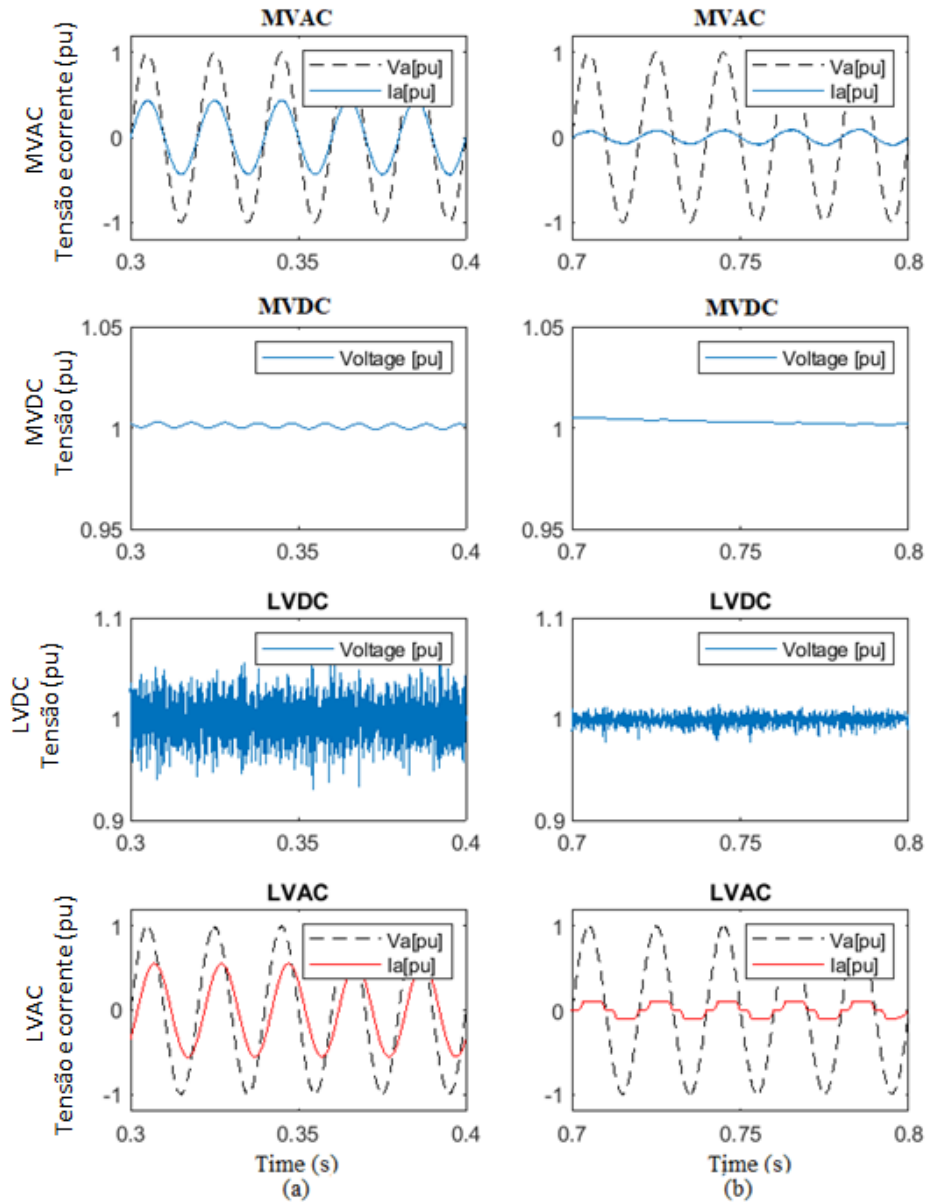 MVAC
MVAC
Tensão e corrente (pu)
1
0
-1
Va[pu]
Ia[pu]
0.3
0.35
0.4
MVAC
1
0
-1
Va[pu]
Ia[pu]
0.7
0.75
0.8
MVDC
MVDC
Tensão (pu)
1.05
1
0.95
Voltage [pu]
0.3
0.35
0.4
MVDC
1.05
1
0.95
Voltage [pu]
0.7
0.75
0.8
LVDC
LVDC
Tensão (pu)
1.1
1
0.9
Voltage [pu]
0.3
0.35
0.4
LVDC
1.1
1
0.9
Voltage [pu]
0.7
0.75
0.8
LVAC
LVAC
Tensão e corrente (pu)
1
0
-1
Va[pu]
Ia[pu]
0.3
0.35
0.4
Time (s)
(a)
LVAC
1
0
-1
Va[pu]
Ia[pu]
0.7
0.75
0.8
Time (s)
(b)